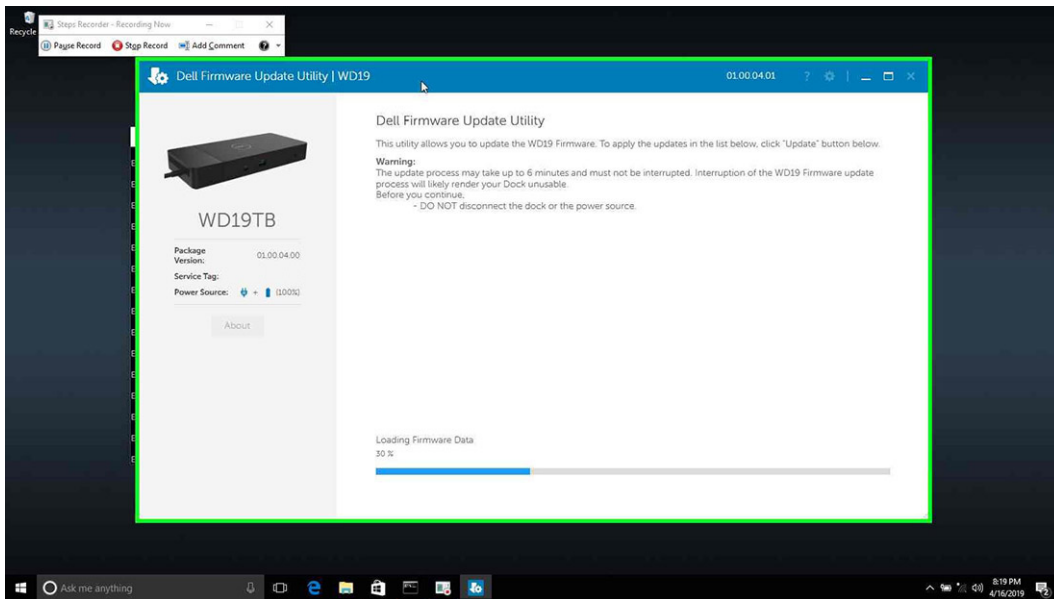 Recycle
Steps Recorder - Recording Now
Pause Record Stop Record Add Comment
Dell Firmware Update Utility | WD19 01.00.04.01
Dell Firmware Update Utility
This utility allows you to update the WD19 Firmware. To apply the updates in the list below, click "Update" button below.
Warning:
The update process may take up to 6 minutes and must not be interrupted. Interruption of the WD19 Firmware update
process will likely render your Dock unusable.
Before you continue,
- DO NOT disconnect the dock or the power source.
WD19TB
Package
Version: 01.00.04.00
Service Tag:
Power Source: + (100%)
About
Loading Firmware Data
30 %
Ask me anything
8:19 PM
4/16/2019